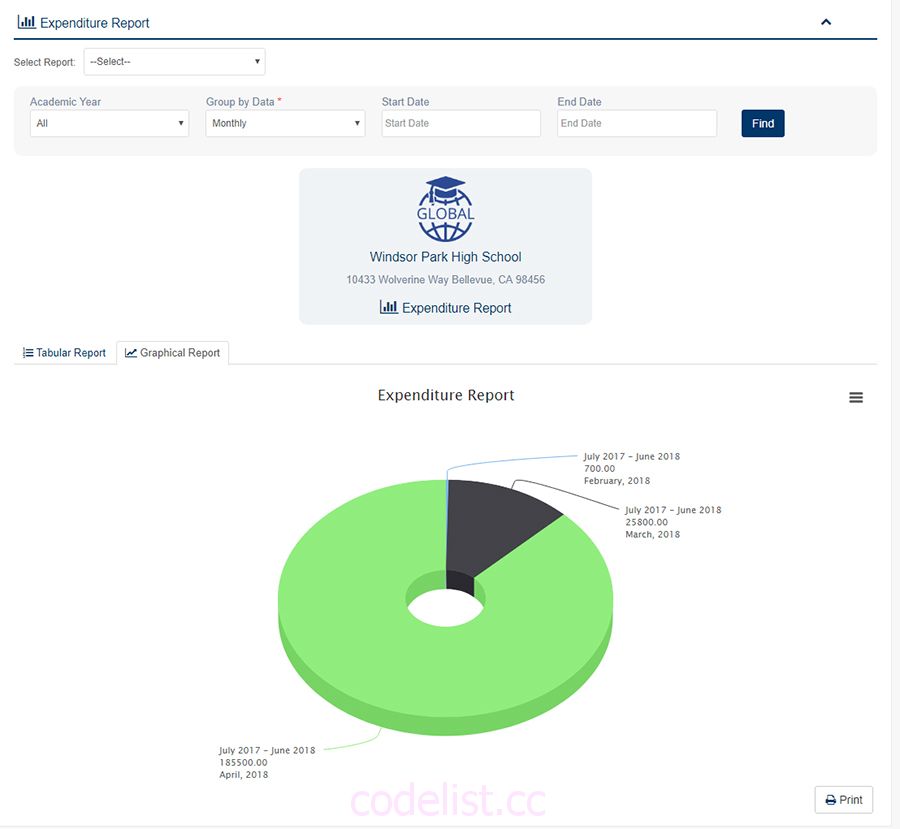 Expenditure Report
Select Report: --Select--
Academic Year Group by Data * Start Date End Date
All Monthly Start Date End Date Find
GLOBAL
Windsor Park High School
10433 Wolverine Way Bellevue, CA 98456
Expenditure Report
Tabular Report Graphical Report
Expenditure Report
July 2017 - June 2018
700.00
February, 2018
July 2017 - June 2018
25800.00
March, 2018
July 2017 - June 2018
185500.00
April, 2018
codelist.cc
Print